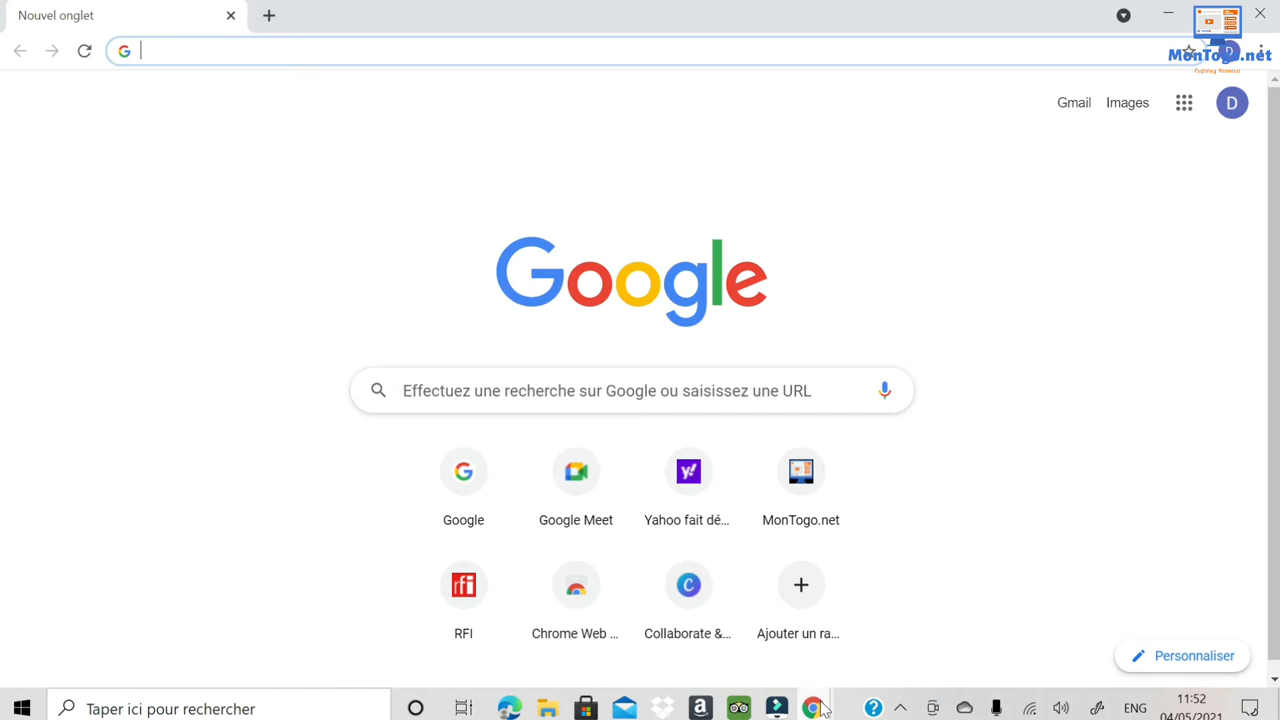 Nouvel onglet
MonTogo.net
Gmail
Images
D
Google
Effectuez une recherche sur Google ou saisissez une URL
Google
Google Meet
Yahoo fait dé...
MonTogo.net
rfi
RFI
Chrome Web ...
Collaborate &...
Ajouter un ra...
Personnaliser
Taper ici pour rechercher
ENG
11:52
04/05/2021